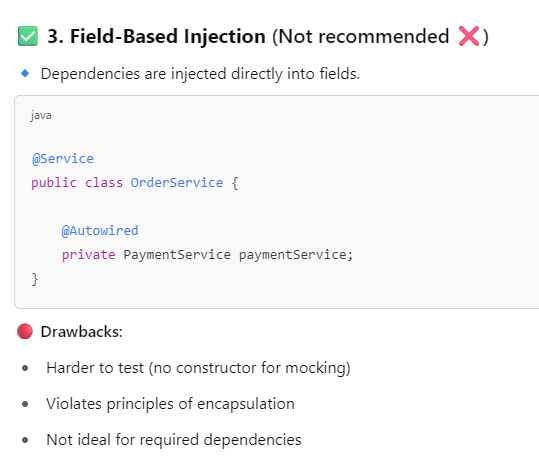 ✅ 3. Field-Based Injection (Not recommended ❌)
🔹 Dependencies are injected directly into fields.
java
@Service
public class OrderService {
    @Autowired
    private PaymentService paymentService;
}
🔴 Drawbacks:
• Harder to test (no constructor for mocking)
• Violates principles of encapsulation
• Not ideal for required dependencies